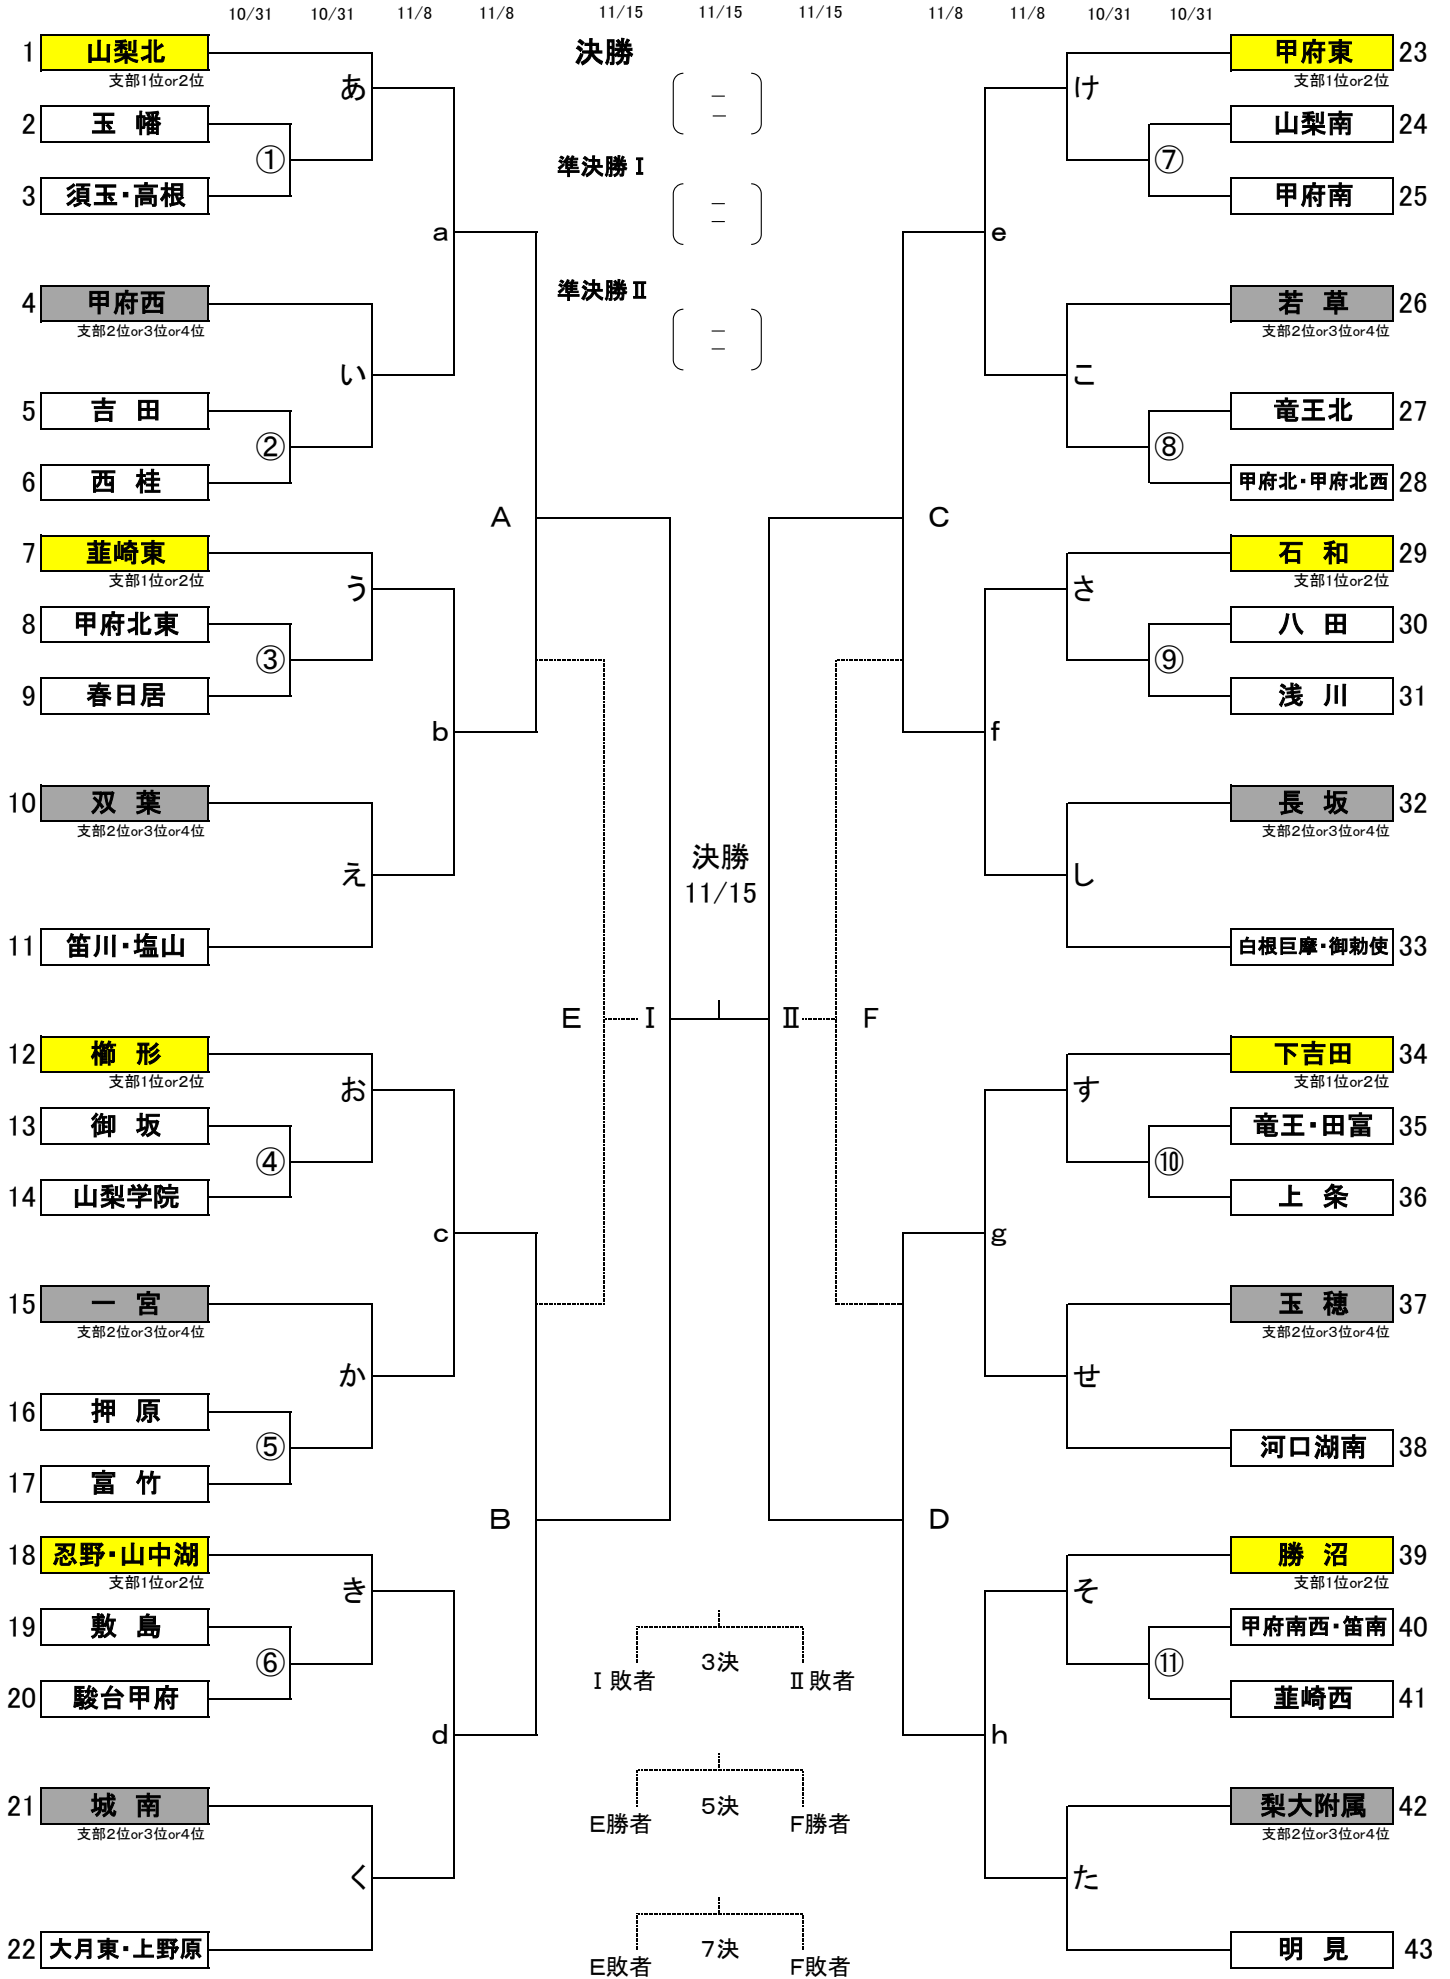 10/31 10/31 11/8 11/8 11/15 11/15 11/15 11/8 11/8 10/31 10/31
決勝
－
－
準決勝Ⅰ
－
－
準決勝Ⅱ
－
－
1 山梨北
支部1位or2位
あ
2 玉 幡
①
3 須玉・高根
a
4 甲府西
支部2位or3位or4位
い
5 吉 田
②
6 西 桂
A
7 韮崎東
支部1位or2位
う
8 甲府北東
③
9 春日居
b
10 双 葉
支部2位or3位or4位
え
11 笛川・塩山
E Ⅰ
12 櫛 形
支部1位or2位
お
13 御 坂
④
14 山梨学院
c
15 一 宮
支部2位or3位or4位
か
16 押 原
⑤
17 富 竹
B
18 忍野・山中湖
支部1位or2位
き
19 敷 島
⑥
20 駿台甲府
d
21 城 南
支部2位or3位or4位
く
22 大月東・上野原
決勝
11/15
甲府東 23
支部1位or2位
け
山梨南 24
⑦
甲府南 25
e
若 草 26
支部2位or3位or4位
こ
竜王北 27
⑧
甲府北・甲府北西 28
C
石 和 29
支部1位or2位
さ
八 田 30
⑨
浅 川 31
f
長 坂 32
支部2位or3位or4位
し
白根巨摩・御勅使 33
Ⅱ F
下吉田 34
支部1位or2位
す
竜王・田富 35
⑩
上 条 36
g
玉 穂 37
支部2位or3位or4位
せ
河口湖南 38
D
勝 沼 39
支部1位or2位
そ
甲府南西・笛南 40
⑪
韮崎西 41
h
梨大附属 42
支部2位or3位or4位
た
明 見 43
3決
Ⅰ敗者 Ⅱ敗者
5決
E勝者 F勝者
7決
E敗者 F敗者